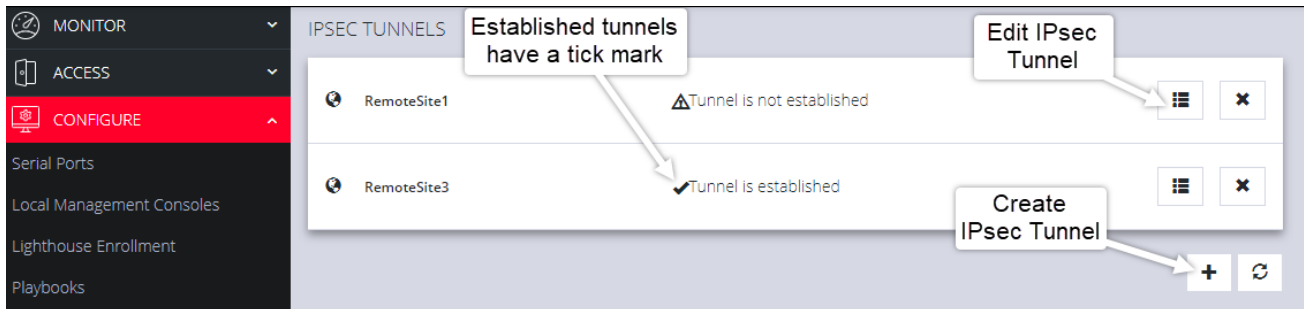 MONITOR
ACCESS
CONFIGURE
Serial Ports
Local Management Consoles
Lighthouse Enrollment
Playbooks
IPSEC TUNNELS
Established tunnels
have a tick mark
Edit IPsec
Tunnel
RemoteSite1
Tunnel is not established
RemoteSite3
Tunnel is established
Create
IPsec Tunnel